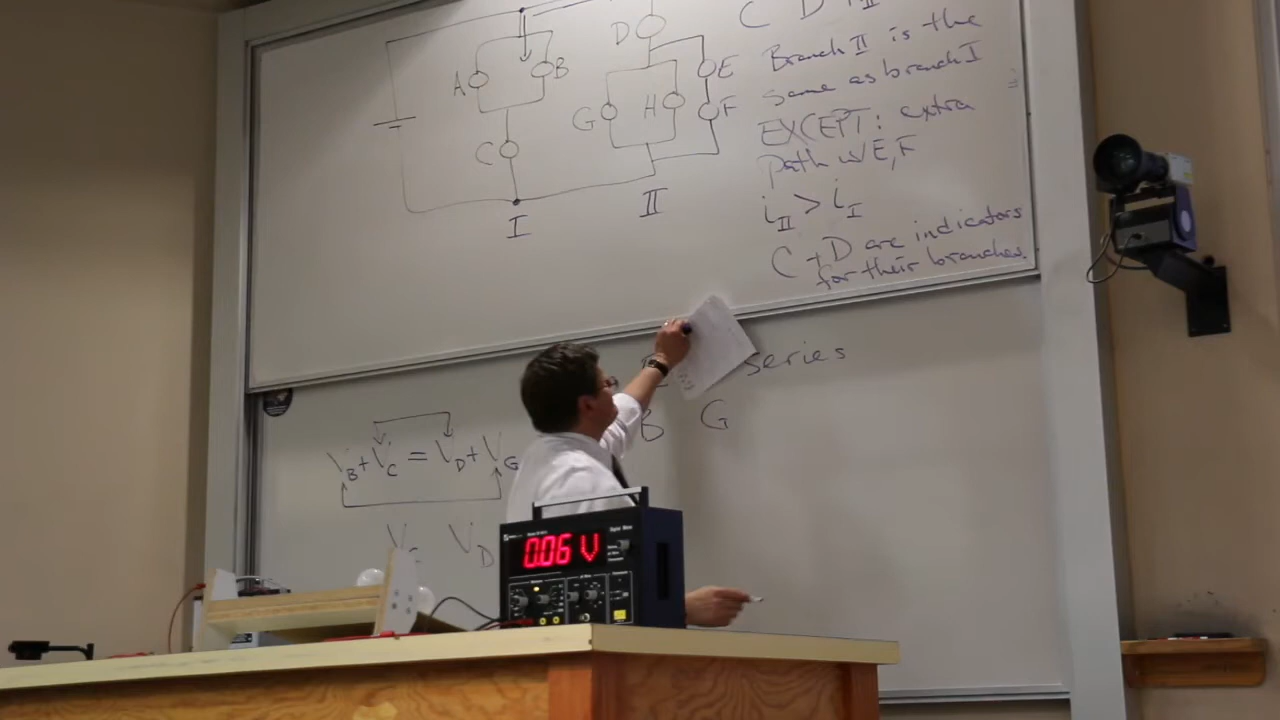 C D
Branch II is the
same as branch I
EXCEPT: extra
path w/ E, F
i_II > i_I
C + D are indicators
for their branches.
D
A
B
E
G
H
F
C
I
II
series
B G
V_B + V_C = V_D + V_G
V_D
0.06 V